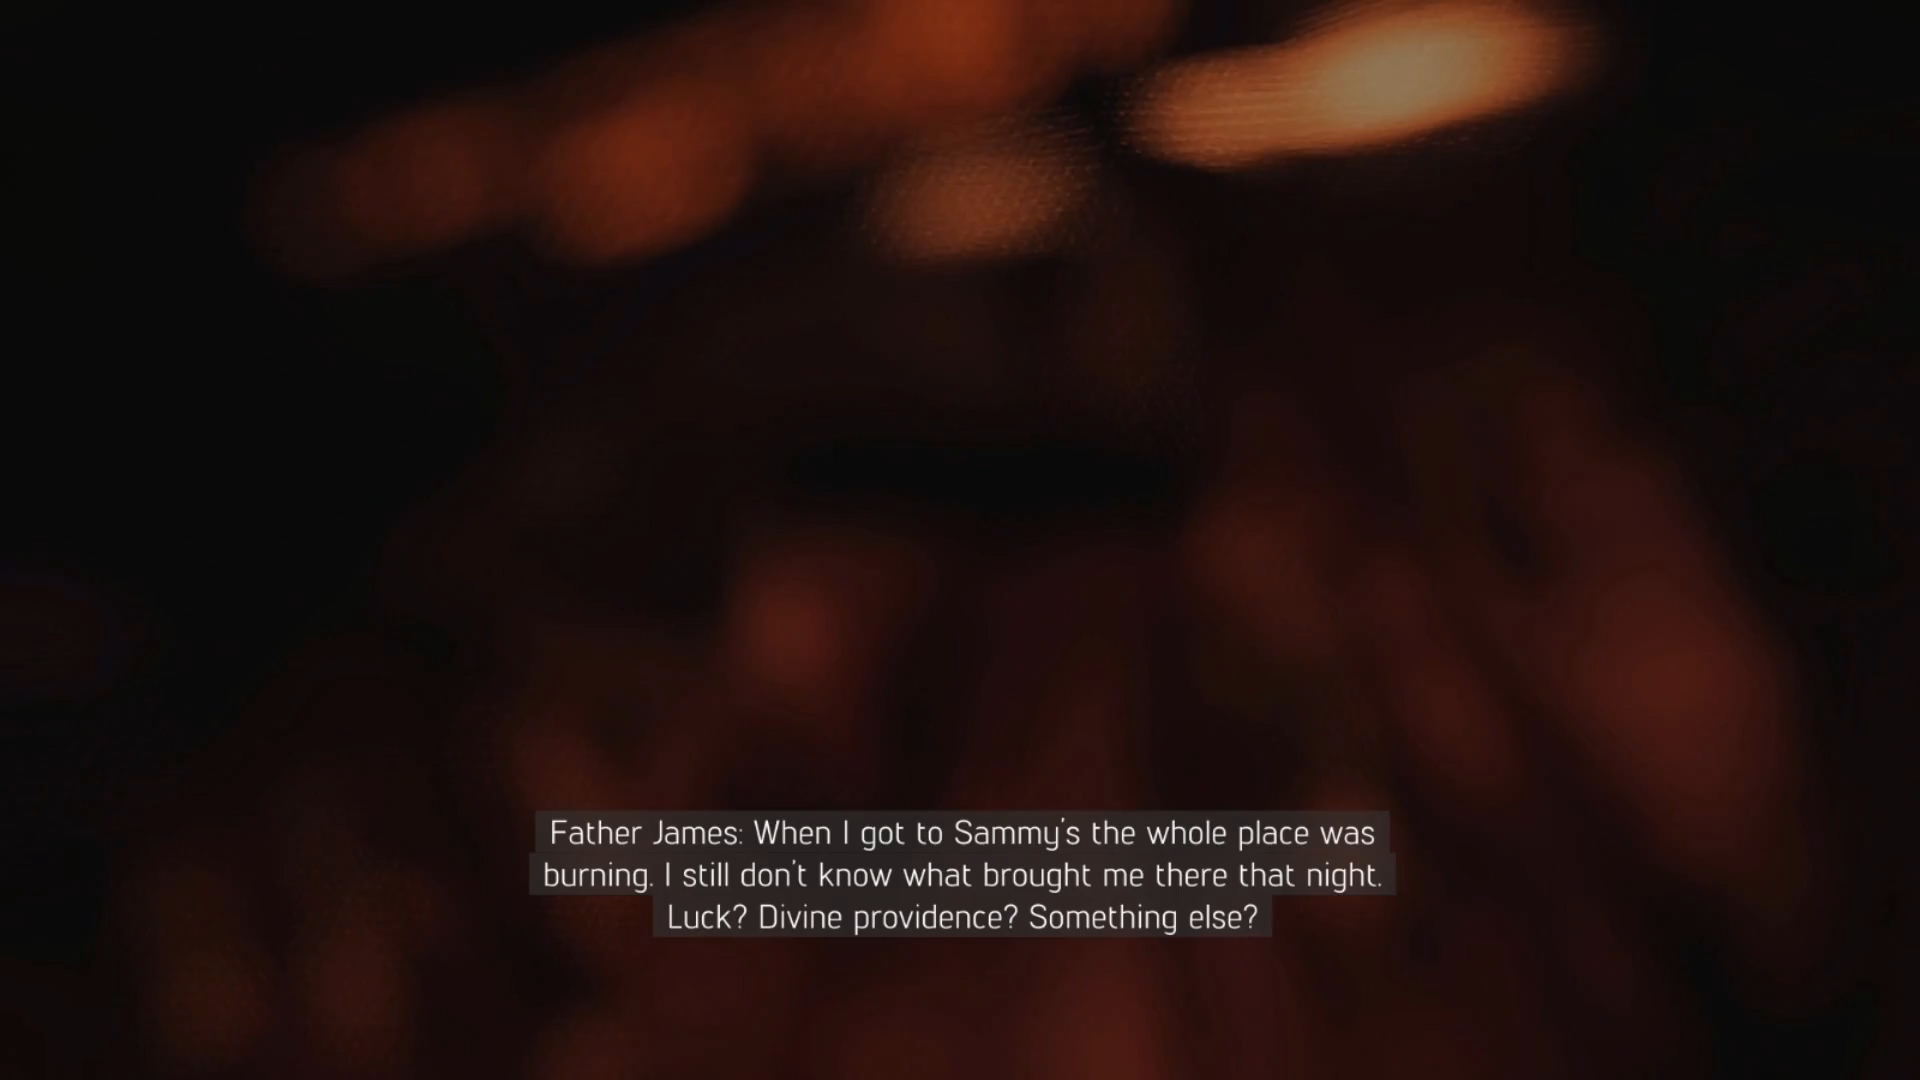 Father James: When I got to Sammy's the whole place was
burning. I still don't know what brought me there that night.
Luck? Divine providence? Something else?